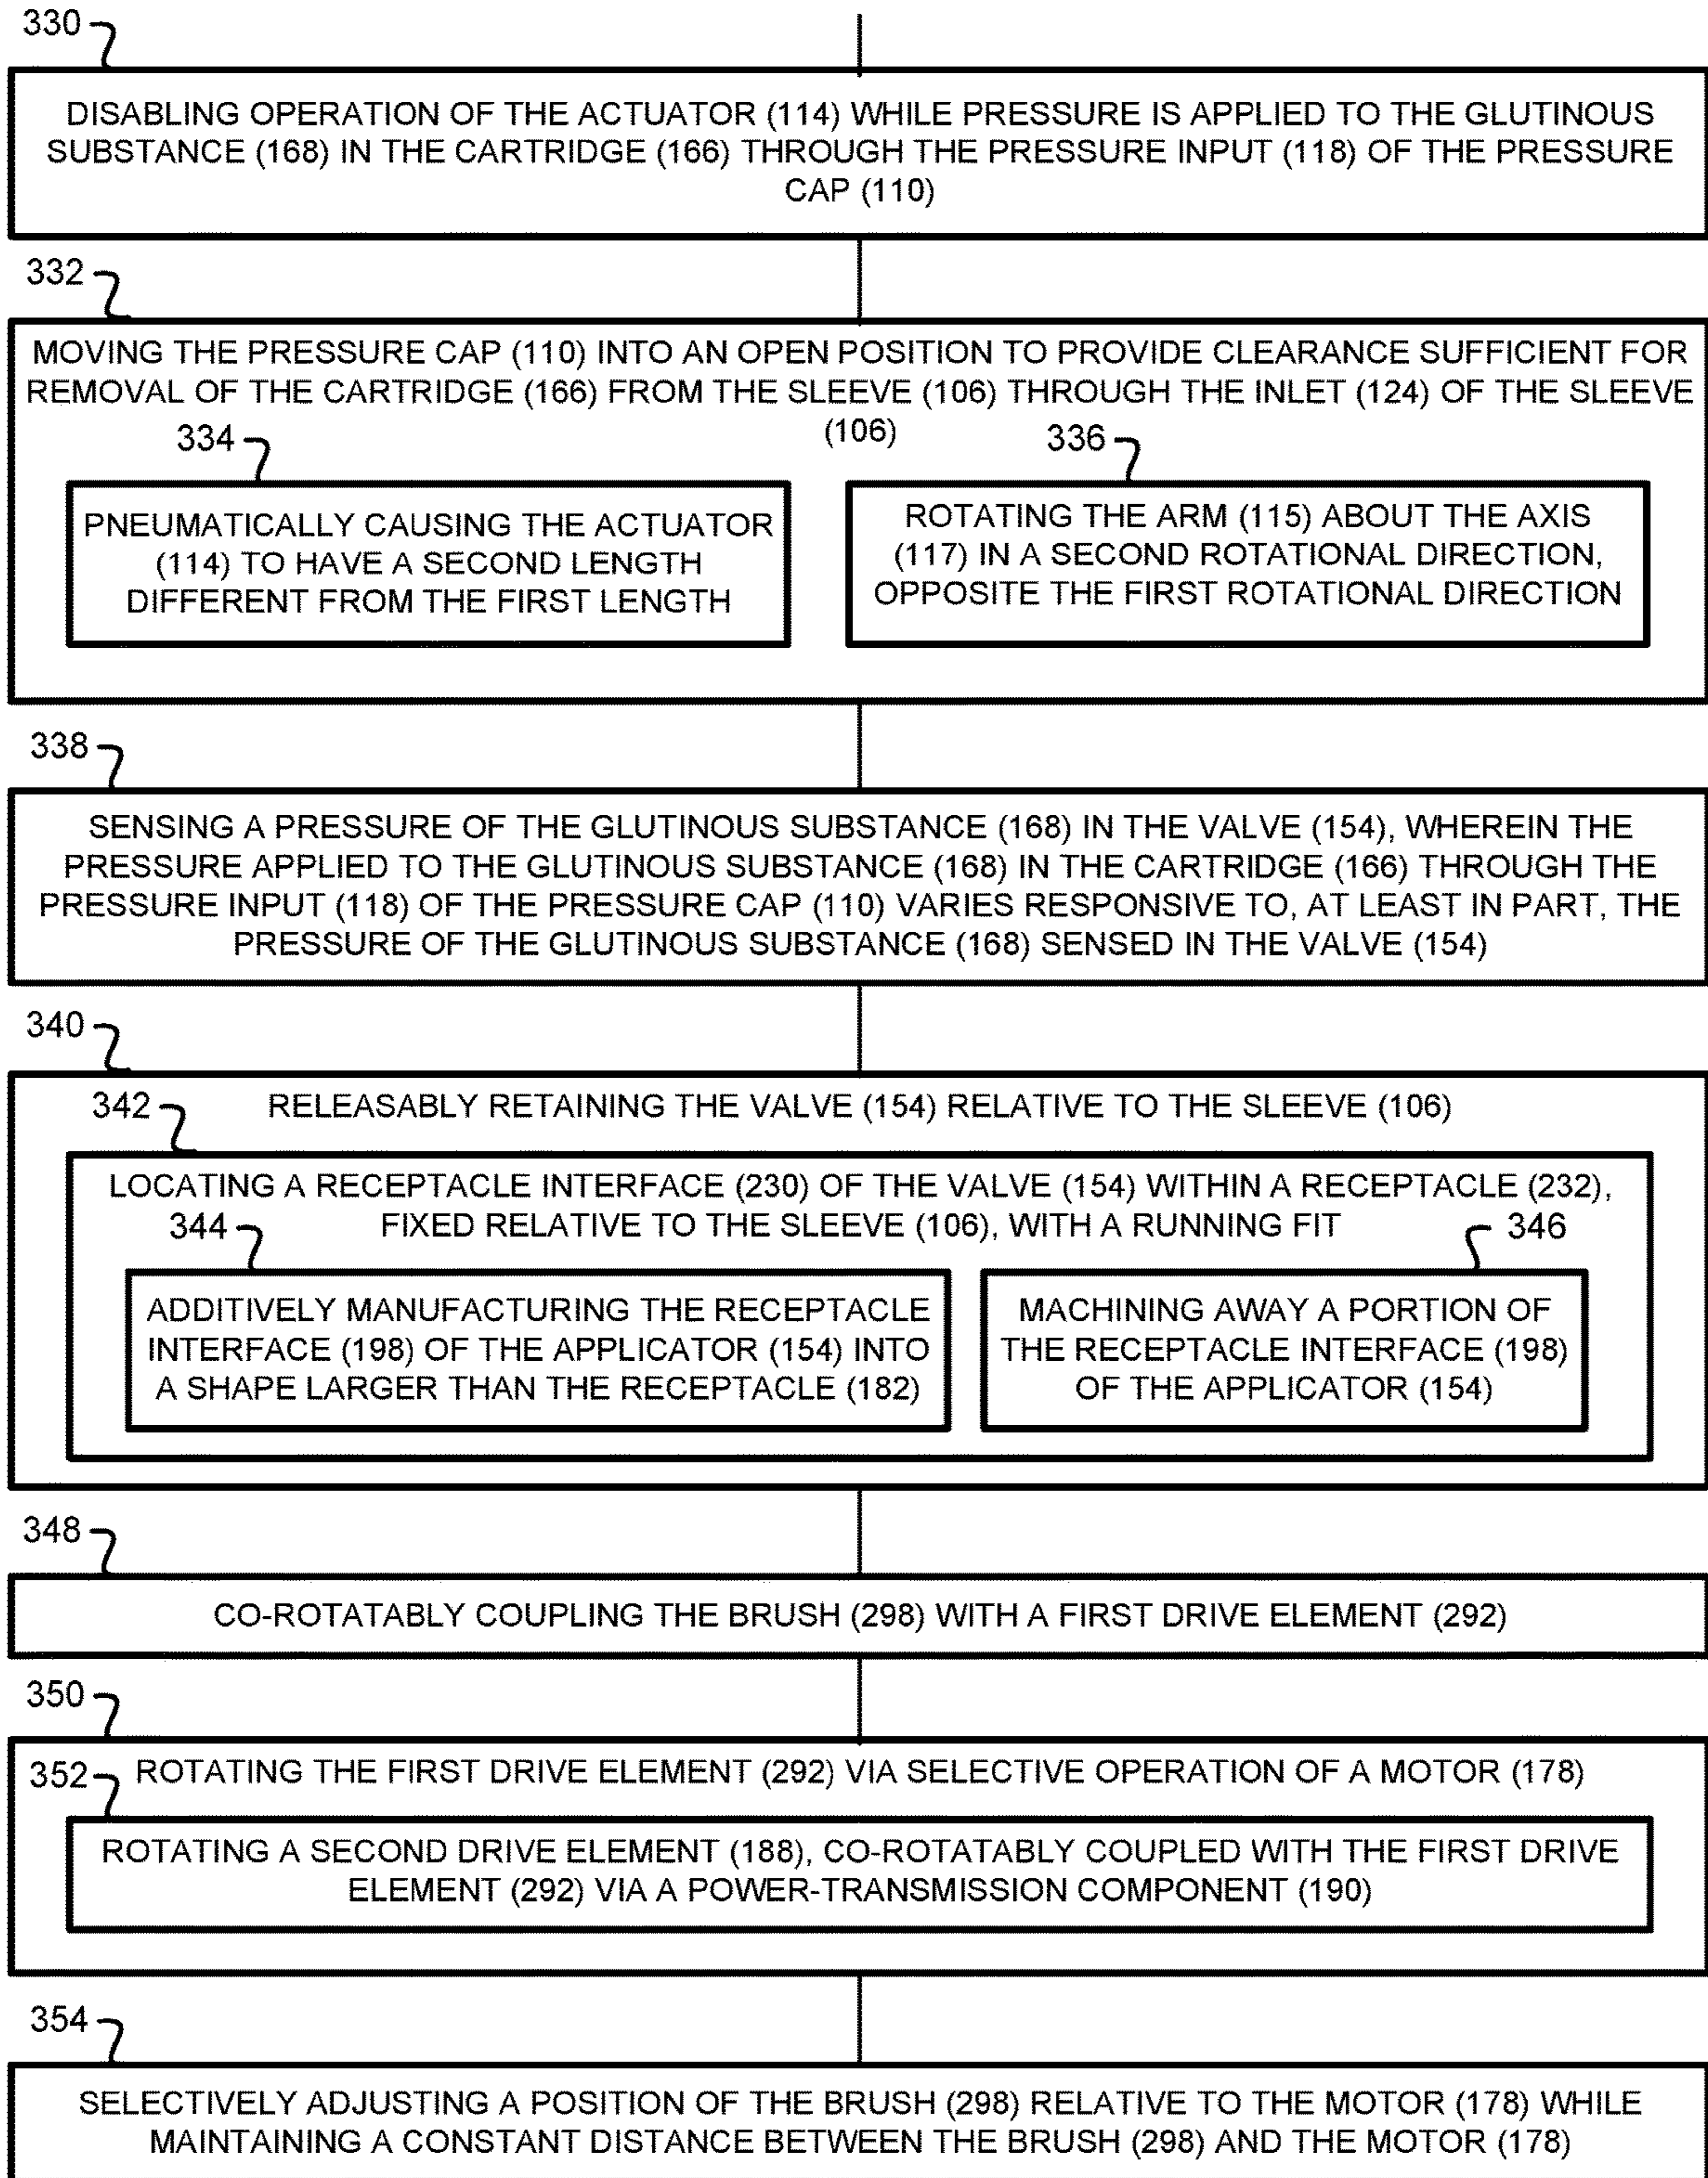 330
DISABLING OPERATION OF THE ACTUATOR (114) WHILE PRESSURE IS APPLIED TO THE GLUTINOUS
SUBSTANCE (168) IN THE CARTRIDGE (166) THROUGH THE PRESSURE INPUT (118) OF THE PRESSURE
CAP (110)
332
MOVING THE PRESSURE CAP (110) INTO AN OPEN POSITION TO PROVIDE CLEARANCE SUFFICIENT FOR
REMOVAL OF THE CARTRIDGE (166) FROM THE SLEEVE (106) THROUGH THE INLET (124) OF THE SLEEVE
(106)
334
PNEUMATICALLY CAUSING THE ACTUATOR
(114) TO HAVE A SECOND LENGTH
DIFFERENT FROM THE FIRST LENGTH
336
ROTATING THE ARM (115) ABOUT THE AXIS
(117) IN A SECOND ROTATIONAL DIRECTION,
OPPOSITE THE FIRST ROTATIONAL DIRECTION
338
SENSING A PRESSURE OF THE GLUTINOUS SUBSTANCE (168) IN THE VALVE (154), WHEREIN THE
PRESSURE APPLIED TO THE GLUTINOUS SUBSTANCE (168) IN THE CARTRIDGE (166) THROUGH THE
PRESSURE INPUT (118) OF THE PRESSURE CAP (110) VARIES RESPONSIVE TO, AT LEAST IN PART, THE
PRESSURE OF THE GLUTINOUS SUBSTANCE (168) SENSED IN THE VALVE (154)
340
RELEASABLY RETAINING THE VALVE (154) RELATIVE TO THE SLEEVE (106)
342
LOCATING A RECEPTACLE INTERFACE (230) OF THE VALVE (154) WITHIN A RECEPTACLE (232),
FIXED RELATIVE TO THE SLEEVE (106), WITH A RUNNING FIT
344
ADDITIVELY MANUFACTURING THE RECEPTACLE
INTERFACE (198) OF THE APPLICATOR (154) INTO
A SHAPE LARGER THAN THE RECEPTACLE (182)
346
MACHINING AWAY A PORTION OF
THE RECEPTACLE INTERFACE (198)
OF THE APPLICATOR (154)
348
CO-ROTATABLY COUPLING THE BRUSH (298) WITH A FIRST DRIVE ELEMENT (292)
350
ROTATING THE FIRST DRIVE ELEMENT (292) VIA SELECTIVE OPERATION OF A MOTOR (178)
352
ROTATING A SECOND DRIVE ELEMENT (188), CO-ROTATABLY COUPLED WITH THE FIRST DRIVE
ELEMENT (292) VIA A POWER-TRANSMISSION COMPONENT (190)
354
SELECTIVELY ADJUSTING A POSITION OF THE BRUSH (298) RELATIVE TO THE MOTOR (178) WHILE
MAINTAINING A CONSTANT DISTANCE BETWEEN THE BRUSH (298) AND THE MOTOR (178)